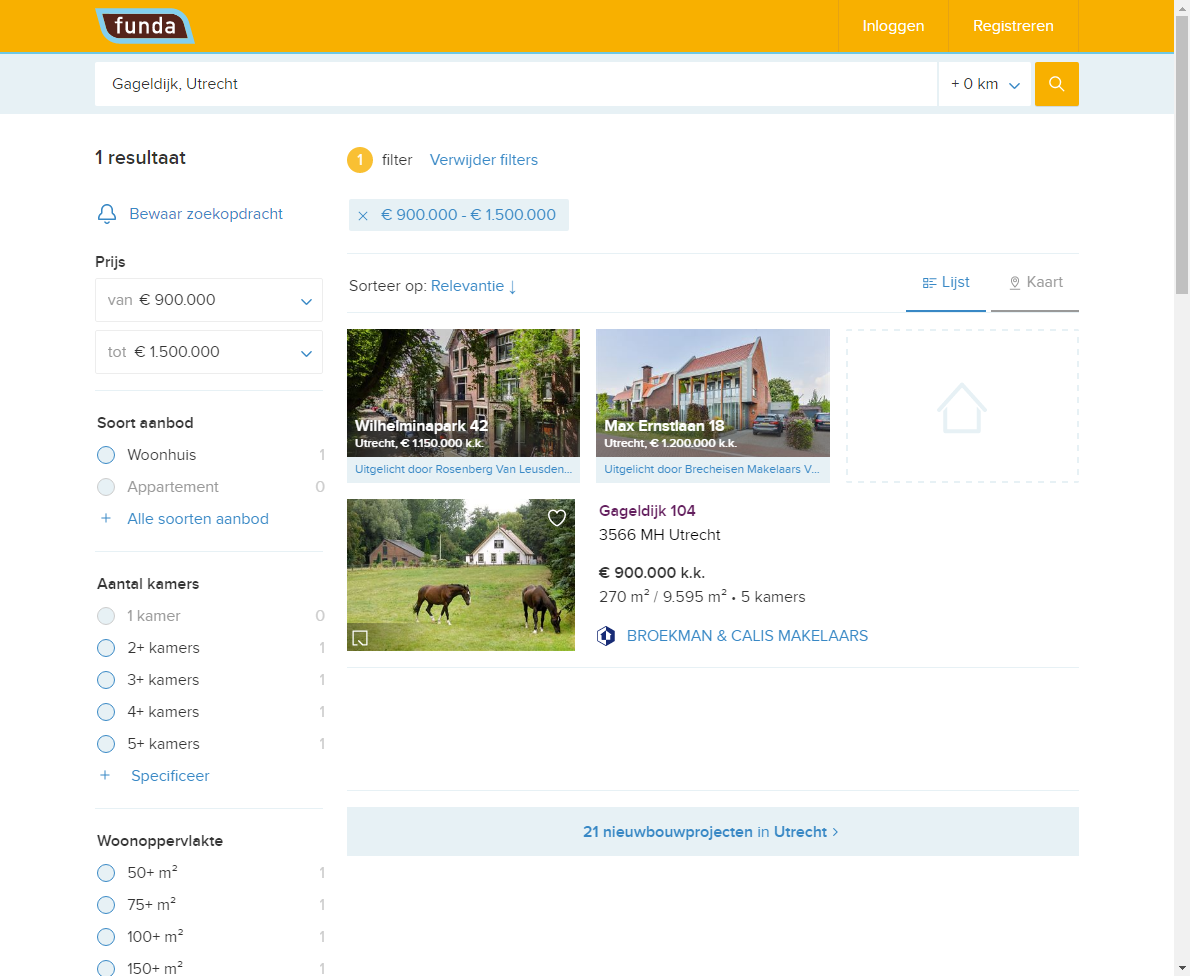 funda
Inloggen
Registreren
Gageldijk, Utrecht
+ 0 km
1 resultaat
Bewaar zoekopdracht
Prijs
van € 900.000
tot € 1.500.000
Soort aanbod
Woonhuis 1
Appartement 0
+ Alle soorten aanbod
Aantal kamers
1 kamer 0
2+ kamers 1
3+ kamers 1
4+ kamers 1
5+ kamers 1
+ Specificeer
Woonoppervlakte
50+ m² 1
75+ m² 1
100+ m² 1
150+ m² 1
1 filter Verwijder filters
× € 900.000 - € 1.500.000
Sorteer op: Relevantie ↓
Lijst
Kaart
Wilhelminapark 42
Utrecht, € 1.150.000 k.k.
Uitgelicht door Rosenberg Van Leusden...
Max Ernstlaan 18
Utrecht, € 1.200.000 k.k.
Uitgelicht door Brecheisen Makelaars V...
Gageldijk 104
3566 MH Utrecht
€ 900.000 k.k.
270 m² / 9.595 m² • 5 kamers
BROEKMAN & CALIS MAKELAARS
21 nieuwbouwprojecten in Utrecht >